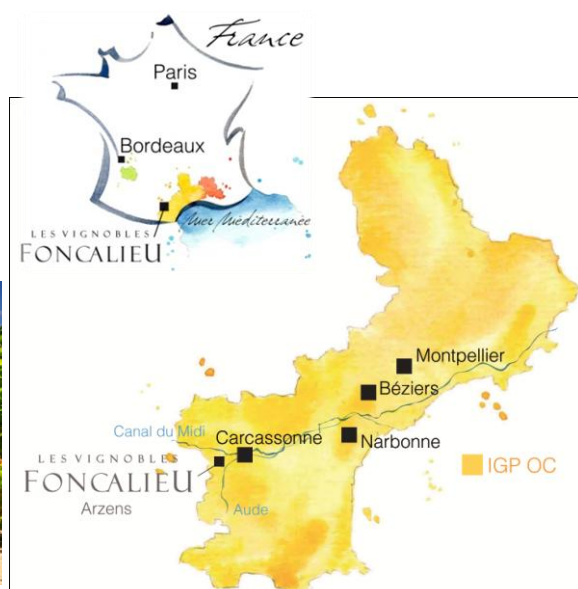 France
Paris
Bordeaux
Mer Méditerranée
LES VIGNOBLES
FONCALIEU
Montpellier
Béziers
Canal du Midi
Carcassonne
Narbonne
LES VIGNOBLES
FONCALIEU
Arzens
Aude
IGP OC